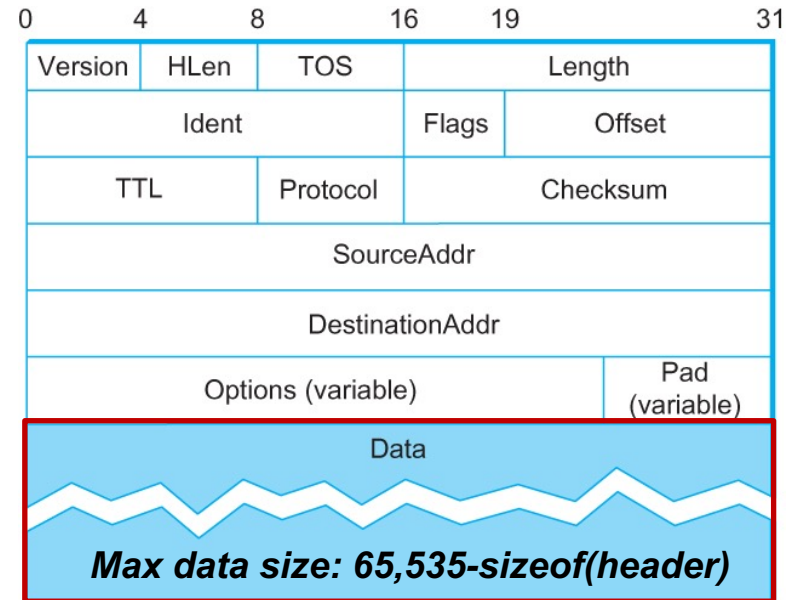 0 4 8 16 19 31
Version HLen TOS Length
Ident Flags Offset
TTL Protocol Checksum
SourceAddr
DestinationAddr
Options (variable) Pad
(variable)
Data
Max data size: 65,535-sizeof(header)